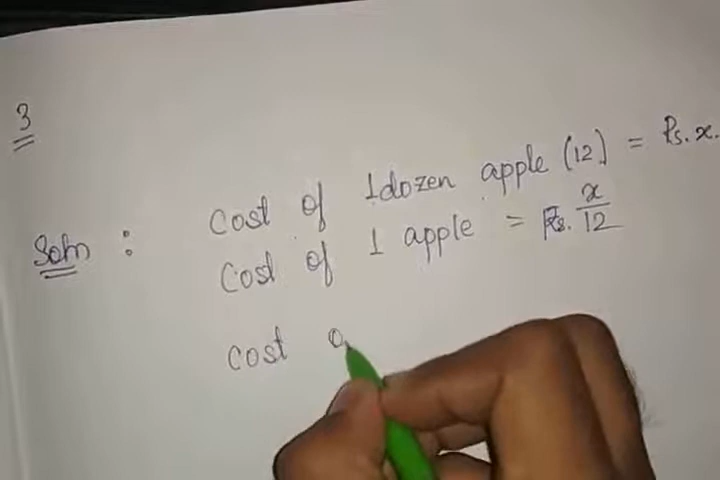 3
Soln : Cost of 1dozen apple (12) = Rs. x.
Cost of 1 apple = Rs. x/12
cost o